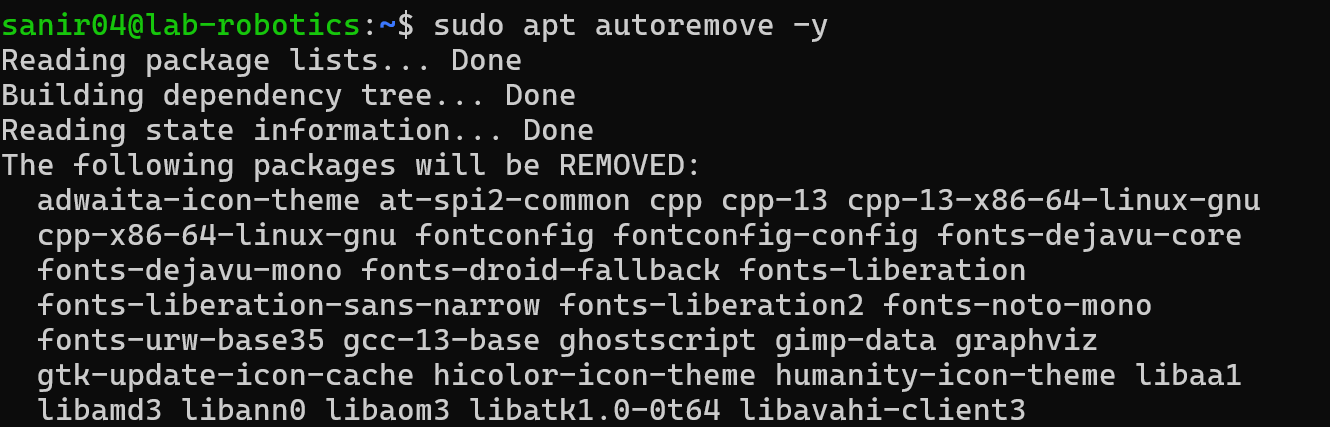 sanir04@lab-robotics:~$ sudo apt autoremove -y
Reading package lists... Done
Building dependency tree... Done
Reading state information... Done
The following packages will be REMOVED:
  adwaita-icon-theme at-spi2-common cpp cpp-13 cpp-13-x86-64-linux-gnu
  cpp-x86-64-linux-gnu fontconfig fontconfig-config fonts-dejavu-core
  fonts-dejavu-mono fonts-droid-fallback fonts-liberation
  fonts-liberation-sans-narrow fonts-liberation2 fonts-noto-mono
  fonts-urw-base35 gcc-13-base ghostscript gimp-data graphviz
  gtk-update-icon-cache hicolor-icon-theme humanity-icon-theme libaa1
  libamd3 libann0 libaom3 libatk1.0-0t64 libavahi-client3